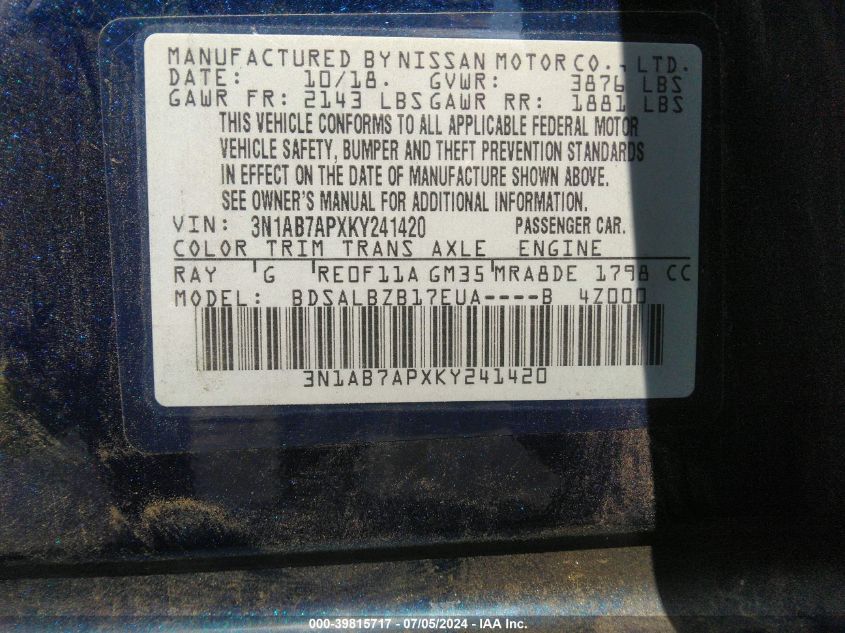 MANUFACTURED BY NISSAN MOTOR CO., LTD.
DATE: 10/18. GVWR: 3876 LBS
GAWR FR: 2143 LBS GAWR RR: 1881 LBS
THIS VEHICLE CONFORMS TO ALL APPLICABLE FEDERAL MOTOR
VEHICLE SAFETY, BUMPER AND THEFT PREVENTION STANDARDS
IN EFFECT ON THE DATE OF MANUFACTURE SHOWN ABOVE.
SEE OWNER'S MANUAL FOR ADDITIONAL INFORMATION
VIN: 3N1AB7APXKY241420 PASSENGER CAR.
COLOR TRIM TRANS AXLE ENGINE
RAY G RE0F11A GM35 MRA8DE 1798 CC
MODEL: BDSALBZB17EUA----B 4Z000
3N1AB7APXKY241420
000-39815717 - 07/05/2024 - IAA Inc.